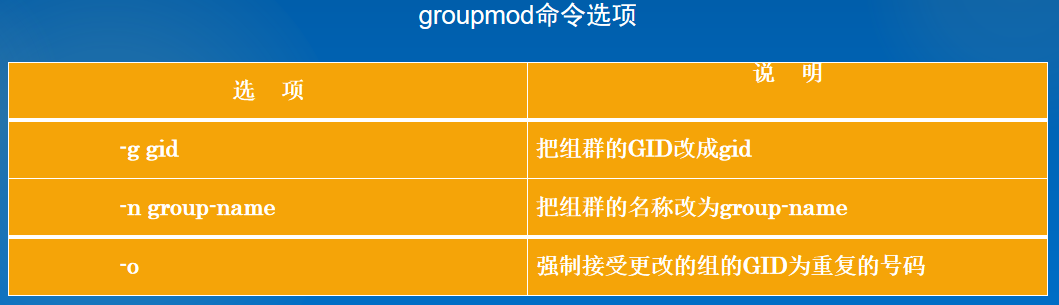 groupmod命令选项
选 项
说 明
-g gid
把组群的GID改成gid
-n group-name
把组群的名称改为group-name
-o
强制接受更改的组的GID为重复的号码